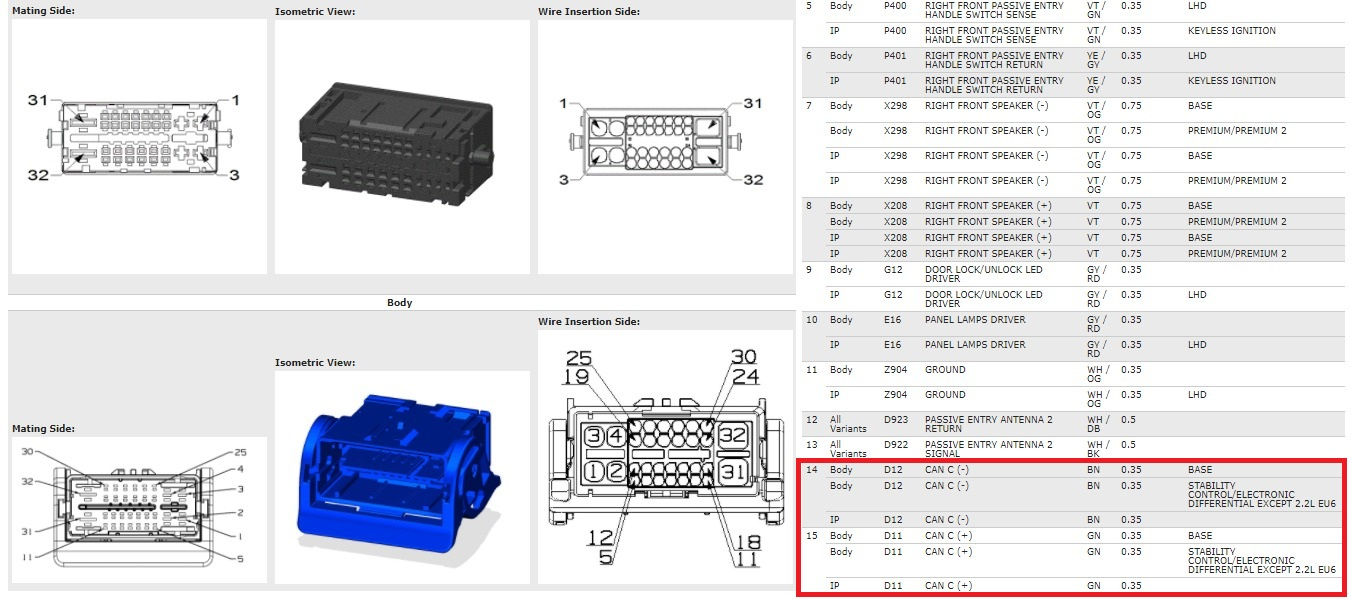 Mating Side:
Isometric View:
Wire Insertion Side:
31
1
32
3
1
31
3
32
Body
Mating Side:
Isometric View:
Wire Insertion Side:
30
25
32
4
3
2
31
1
11
5
25
30
19
24
3 4
32
1 2
31
12
18
5
11
5 Body P400 RIGHT FRONT PASSIVE ENTRY VT / 0.35 LHD
HANDLE SWITCH SENSE GN
IP P400 RIGHT FRONT PASSIVE ENTRY VT / 0.35 KEYLESS IGNITION
HANDLE SWITCH SENSE GN
6 Body P401 RIGHT FRONT PASSIVE ENTRY YE / 0.35 LHD
HANDLE SWITCH RETURN GY
IP P401 RIGHT FRONT PASSIVE ENTRY YE / 0.35 KEYLESS IGNITION
HANDLE SWITCH RETURN GY
7 Body X298 RIGHT FRONT SPEAKER (-) VT / 0.75 BASE
OG
Body X298 RIGHT FRONT SPEAKER (-) VT / 0.75 PREMIUM/PREMIUM 2
OG
IP X298 RIGHT FRONT SPEAKER (-) VT / 0.75 BASE
OG
IP X298 RIGHT FRONT SPEAKER (-) VT / 0.75 PREMIUM/PREMIUM 2
OG
8 Body X208 RIGHT FRONT SPEAKER (+) VT 0.75 BASE
Body X208 RIGHT FRONT SPEAKER (+) VT 0.75 PREMIUM/PREMIUM 2
IP X208 RIGHT FRONT SPEAKER (+) VT 0.75 BASE
IP X208 RIGHT FRONT SPEAKER (+) VT 0.75 PREMIUM/PREMIUM 2
9 Body G12 DOOR LOCK/UNLOCK LED GY / 0.35
DRIVER RD
IP G12 DOOR LOCK/UNLOCK LED GY / 0.35 LHD
DRIVER RD
10 Body E16 PANEL LAMPS DRIVER GY / 0.35
RD
IP E16 PANEL LAMPS DRIVER GY / 0.35 LHD
RD
11 Body Z904 GROUND WH / 0.35
OG
IP Z904 GROUND WH / 0.35 LHD
OG
12 All D923 PASSIVE ENTRY ANTENNA 2 WH / 0.5
Variants RETURN DB
13 All D922 PASSIVE ENTRY ANTENNA 2 WH / 0.5
Variants SIGNAL BK
14 Body D12 CAN C (-) BN 0.35 BASE
Body D12 CAN C (-) BN 0.35 STABILITY
CONTROL/ELECTRONIC
DIFFERENTIAL EXCEPT 2.2L EU6
IP D12 CAN C (-) BN 0.35
15 Body D11 CAN C (+) GN 0.35 BASE
Body D11 CAN C (+) GN 0.35 STABILITY
CONTROL/ELECTRONIC
DIFFERENTIAL EXCEPT 2.2L EU6
IP D11 CAN C (+) GN 0.35